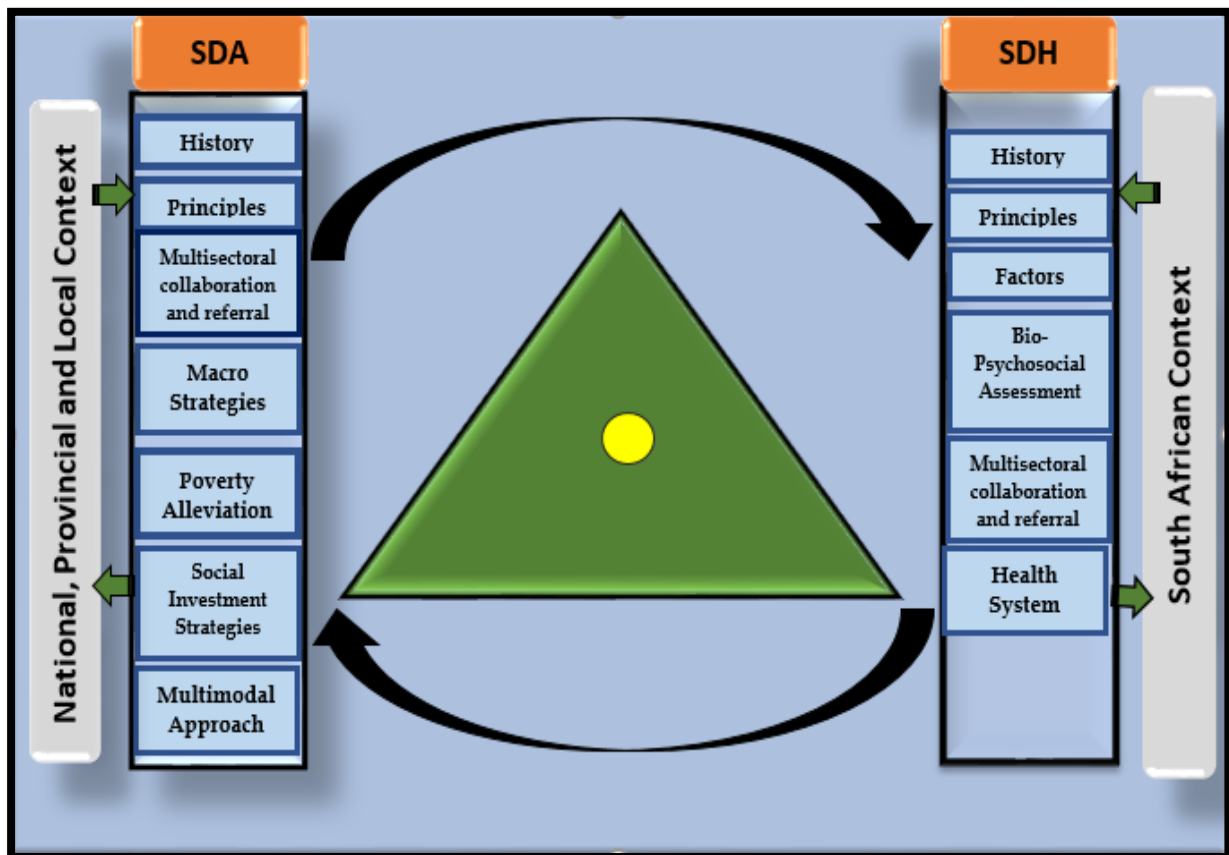 SDA
History
Principles
Multisectoral
collaboration
and referral
Macro
Strategies
Poverty
Alleviation
Social
Investment
Strategies
Multimodal
Approach
National, Provincial and Local Context
SDH
History
Principles
Factors
Bio-
Psychosocial
Assessment
Multisectoral
collaboration
and referral
Health
System
South African Context